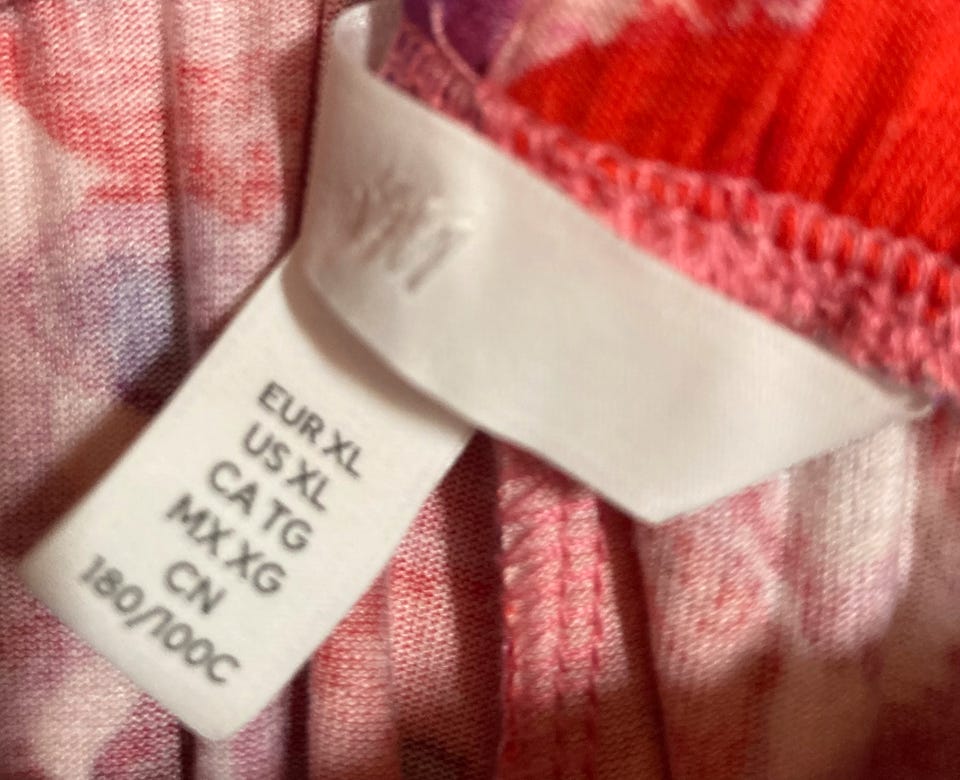 EUR XL
US XL
CA TG
MX XG
CN
180/100C